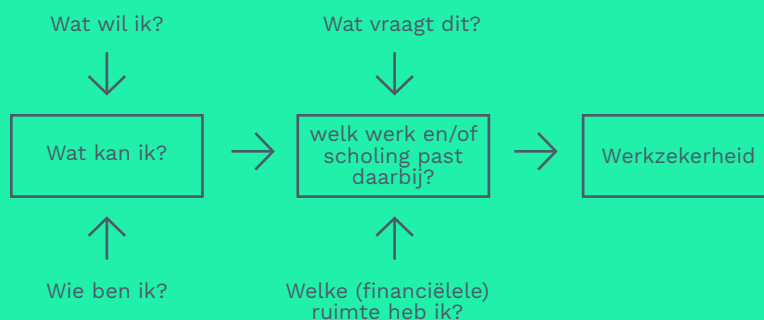 Wat wil ik?
Wat vraagt dit?
Wat kan ik?
welk werk en/of
scholing past
daarbij?
Werkzekerheid
Wie ben ik?
Welke (financiëlele)
ruimte heb ik?